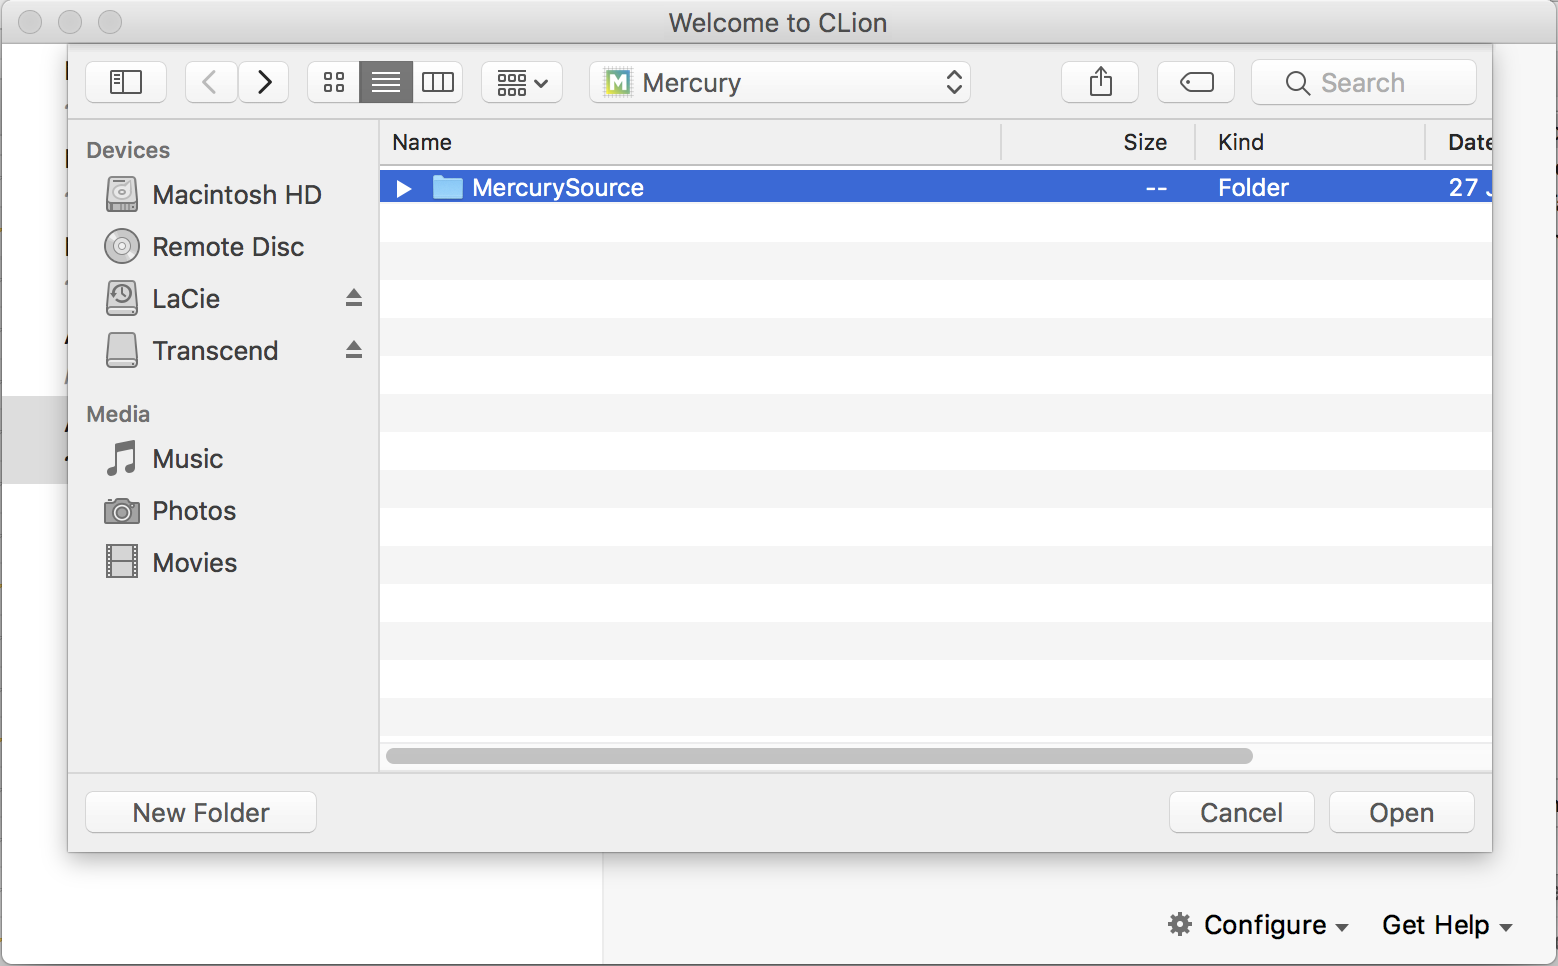 Welcome to CLion
Mercury
Search
Devices
Macintosh HD
Remote Disc
LaCie
Transcend
Media
Music
Photos
Movies
Name Size Kind Date
MercurySource -- Folder 27
New Folder Cancel Open
Configure Get Help